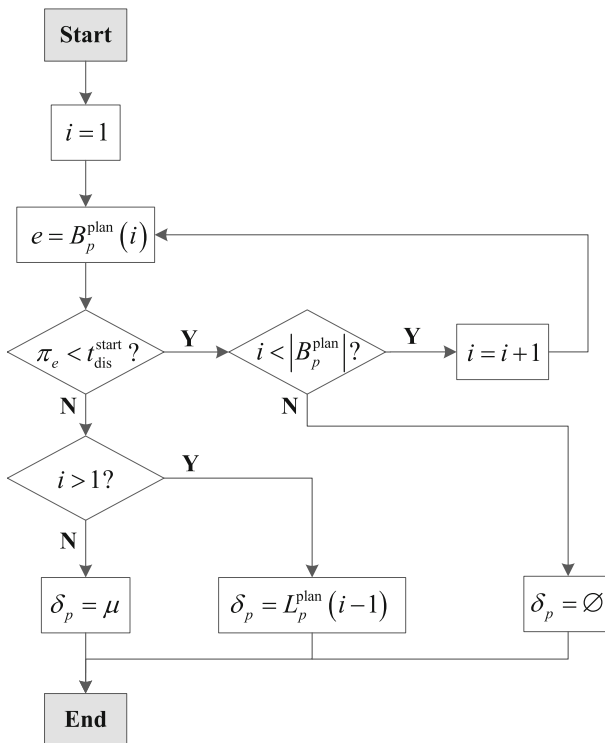 Start
i = 1
e = B_p^plan (i)
π_e < t_dis^start ?
Y
i < |B_p^plan| ?
Y
i = i+1
N
N
i > 1?
Y
N
δ_p = μ
δ_p = L_p^plan (i−1)
δ_p = ∅
End